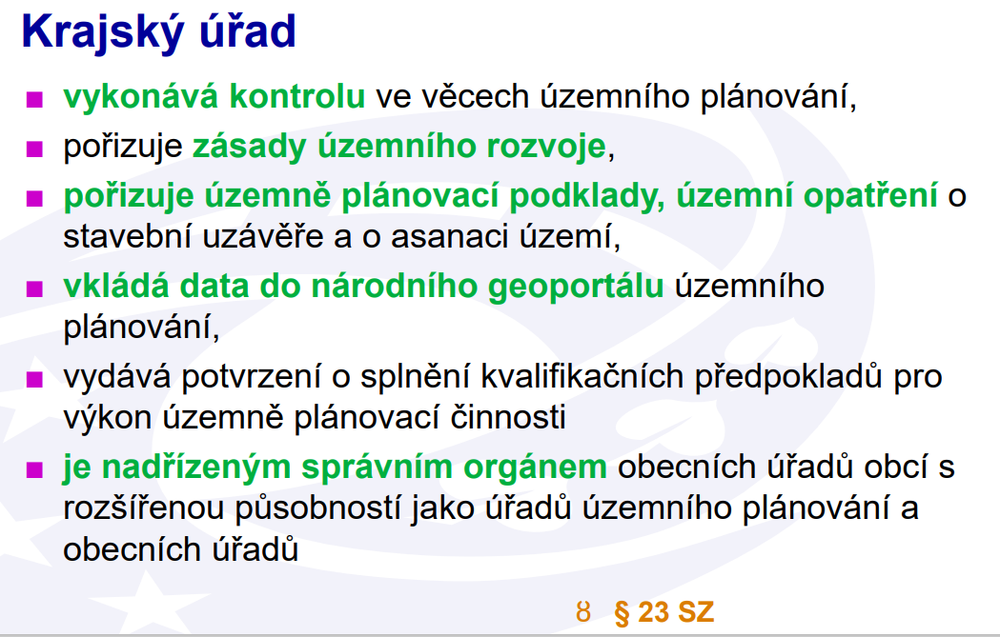 Krajský úřad
vykonává kontrolu ve věcech územního plánování,
pořizuje zásady územního rozvoje,
pořizuje územně plánovací podklady, územní opatření o
stavební uzávěře a o asanaci území,
vkládá data do národního geoportálu územního
plánování,
vydává potvrzení o splnění kvalifikačních předpokladů pro
výkon územně plánovací činnosti
je nadřízeným správním orgánem obecních úřadů obcí s
rozšířenou působností jako úřadů územního plánování a
obecních úřadů
8 § 23 SZ